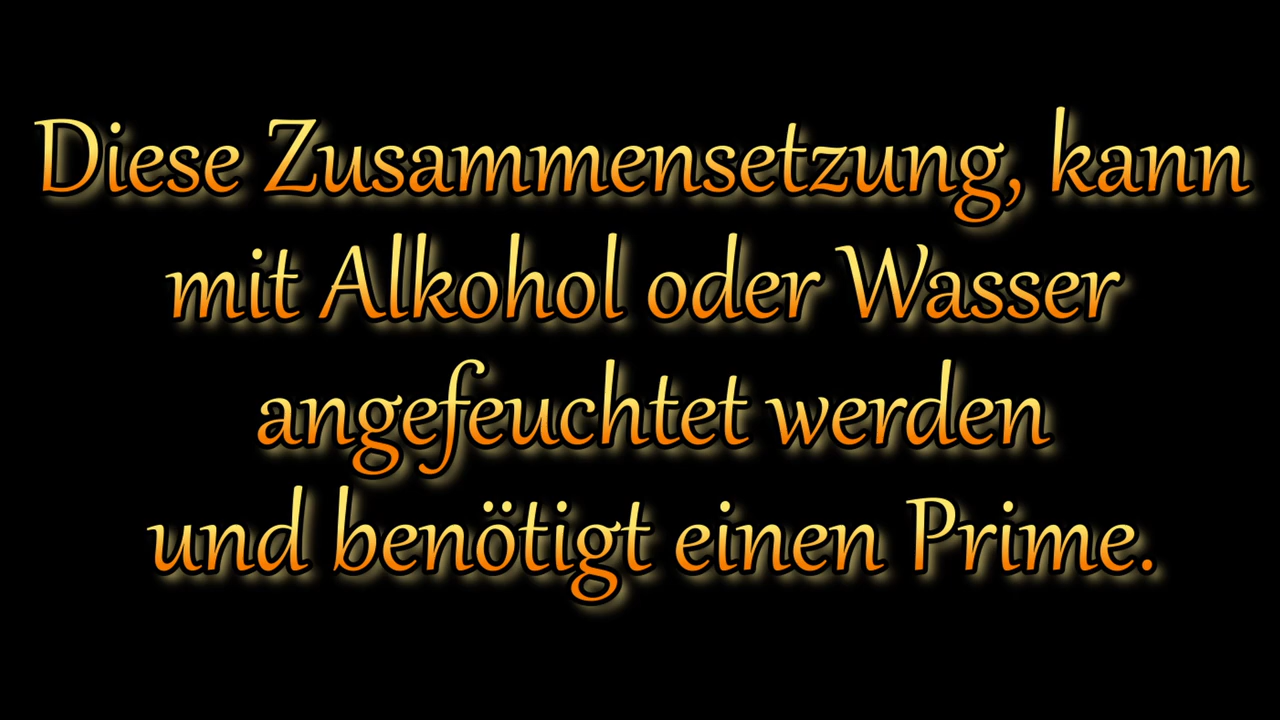 Diese Zusammensetzung, kann
mit Alkohol oder Wasser
angefeuchtet werden
und benötigt einen Prime.